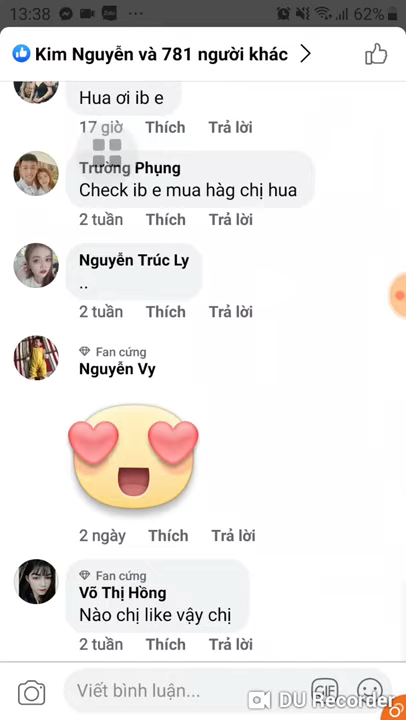 13:38
62%
Kim Nguyễn và 781 người khác
Hua ơi ib e
17 giờ Thích Trả lời
Trường Phụng
Check ib e mua hàg chị hua
2 tuần Thích Trả lời
Nguyễn Trúc Ly
..
2 tuần Thích Trả lời
Fan cứng
Nguyễn Vy
2 ngày Thích Trả lời
Fan cứng
Võ Thị Hồng
Nào chị like vậy chị
2 tuần Thích Trả lời
Viết bình luận...
GIF
DU Recorder